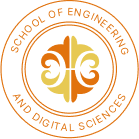 SCHOOL OF ENGINEERING
AND DIGITAL SCIENCES